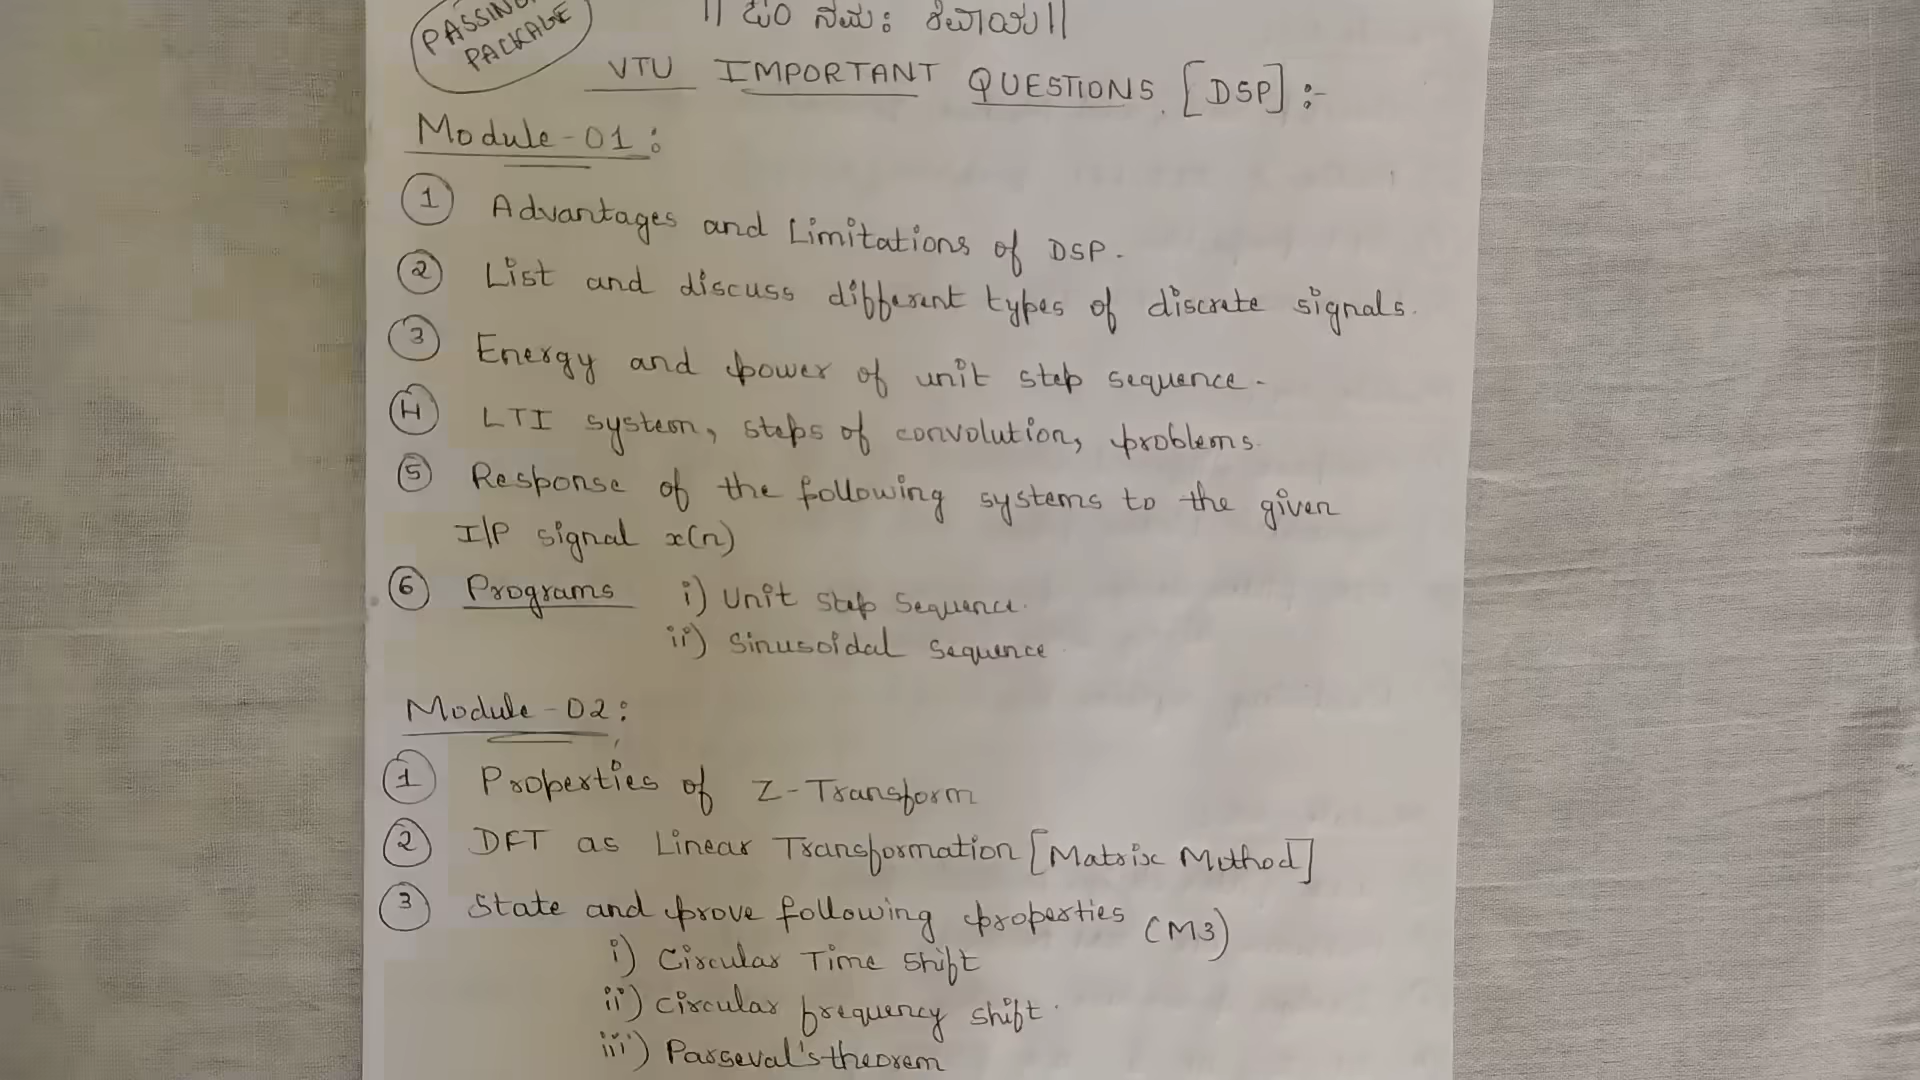 PASSING
PACKAGE
|| ಓಂ ನಮಃ ಶಿವಾಯ ||
VTU IMPORTANT QUESTIONS [DSP] :-
Module-01 :
① Advantages and Limitations of DSP.
② List and discuss different types of discrete signals.
③ Energy and power of unit step sequence.
④ LTI system, steps of convolution, problems.
⑤ Response of the following systems to the given
I/P signal x(n)
⑥ Programs i) Unit Step Sequence.
ii) Sinusoidal Sequence
Module-02 :
① Properties of Z-Transform
② DFT as Linear Transformation [Matrix Method]
③ State and prove following properties (M3)
i) Circular Time Shift
ii) Circular frequency shift.
iii) Parseval's theorem